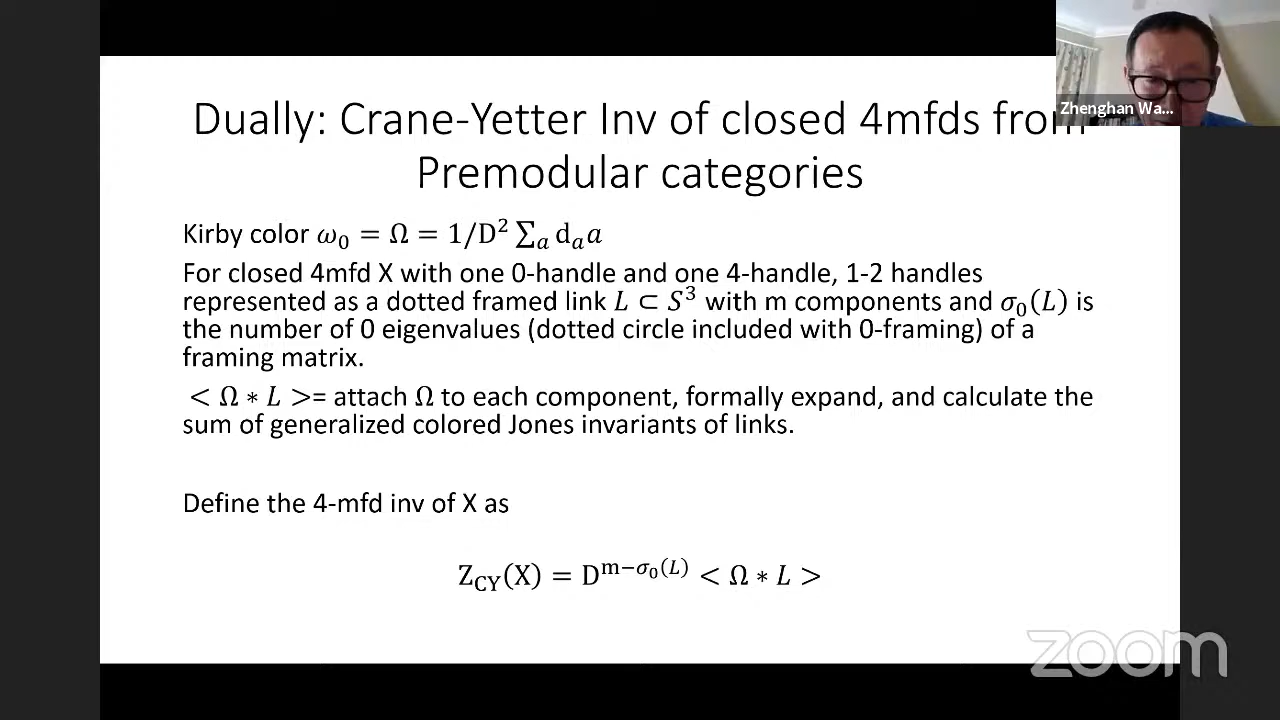 Dually: Crane-Yetter Inv of closed 4mfds from
Zhenghan Wa...
Premodular categories
Kirby color ω₀ = Ω = 1/D² ∑ₐ dₐa
For closed 4mfd X with one 0-handle and one 4-handle, 1-2 handles
represented as a dotted framed link L ⊂ S³ with m components and σ₀(L) is
the number of 0 eigenvalues (dotted circle included with 0-framing) of a
framing matrix.
< Ω * L >= attach Ω to each component, formally expand, and calculate the
sum of generalized colored Jones invariants of links.
Define the 4-mfd inv of X as
Z_CY(X) = D^{m−σ₀(L)} < Ω * L >
zoom